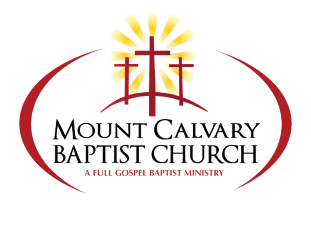 MOUNT CALVARY
BAPTIST CHURCH
A FULL GOSPEL BAPTIST MINISTRY